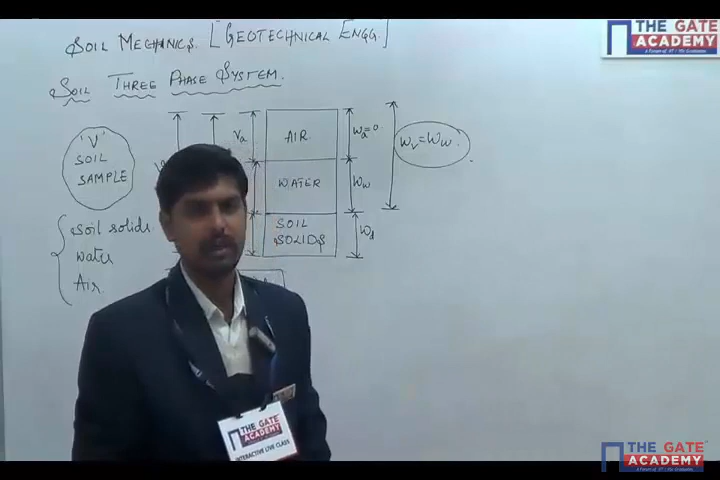 SOIL MECHANICS. [GEOTECHNICAL ENGG.]
THE GATE
ACADEMY
SOIL THREE PHASE SYSTEM.
Va
AIR.
Wa=0
Wv=Ww.
'V'
SOIL
SAMPLE
WATER
Ww
SOIL
SOLIDS
Ws
soil solids
water
Air.
THE GATE
ACADEMY
INTERACTIVE LIVE CLASS
THE GATE
ACADEMY